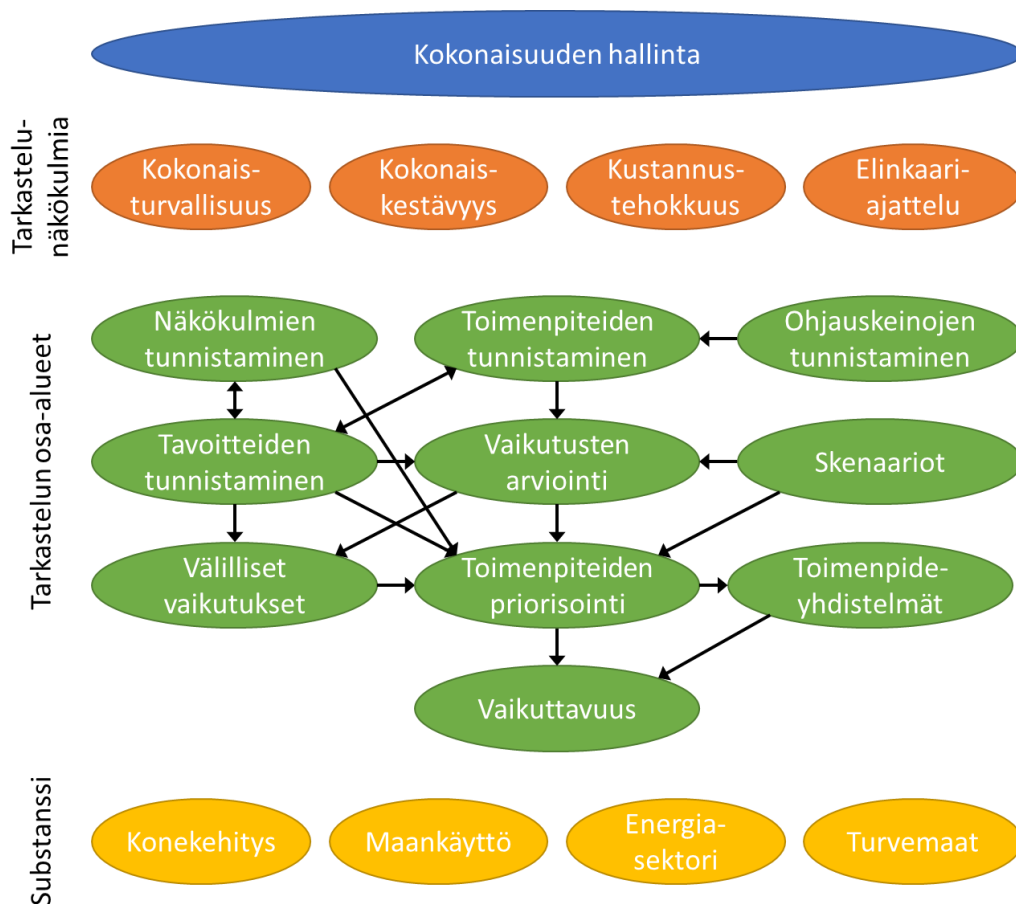 Kokonaisuuden hallinta
Tarkastelu-
näkökulmia
Kokonais-
turvallisuus
Kokonais-
kestävyys
Kustannus-
tehokkuus
Elinkaari-
ajattelu
Tarkastelun osa-alueet
Näkökulmien
tunnistaminen
Toimenpiteiden
tunnistaminen
Ohjauskeinojen
tunnistaminen
Tavoitteiden
tunnistaminen
Vaikutusten
arviointi
Skenaariot
Välilliset
vaikutukset
Toimenpiteiden
priorisointi
Toimenpide-
yhdistelmät
Vaikuttavuus
Substanssi
Konekehitys
Maankäyttö
Energia-
sektori
Turvemaat